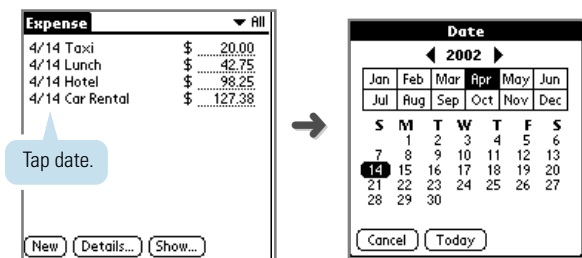 Expense All
4/14 Taxi $ 20.00
4/14 Lunch $ 42.75
4/14 Hotel $ 98.25
4/14 Car Rental $ 127.38
Tap date.
New Details... Show...
Date
2002
Jan Feb Mar Apr May Jun
Jul Aug Sep Oct Nov Dec
S M T W T F S
1 2 3 4 5 6
7 8 9 10 11 12 13
14 15 16 17 18 19 20
21 22 23 24 25 26 27
28 29 30
Cancel Today